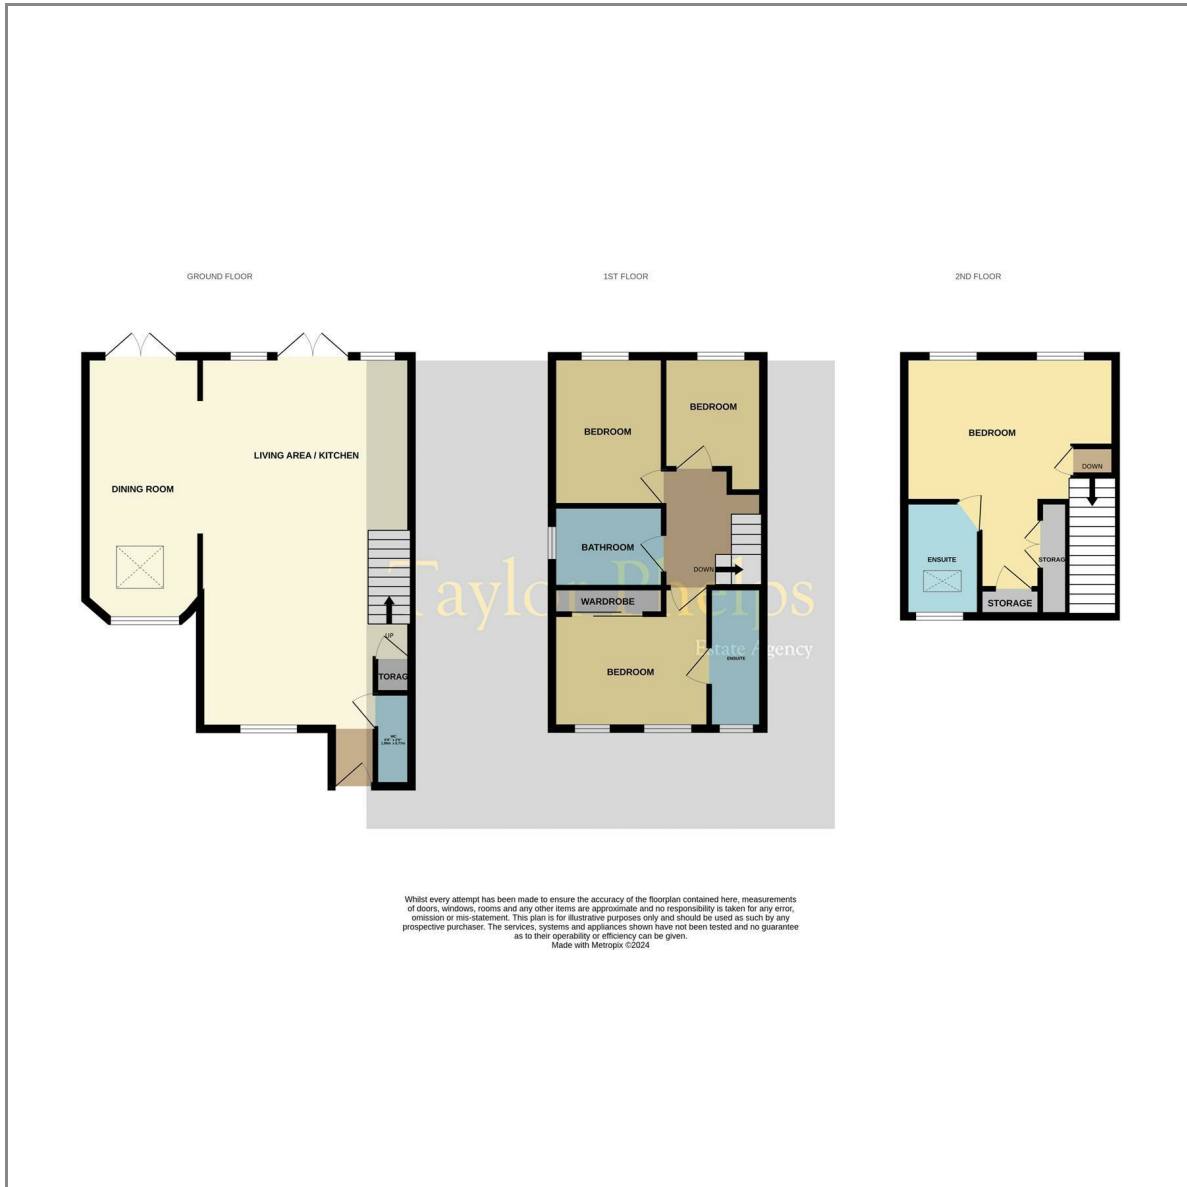 GROUND FLOOR
1ST FLOOR
2ND FLOOR
DINING ROOM
LIVING AREA / KITCHEN
UP
TORAG
WC
BEDROOM
BEDROOM
BATHROOM
DOWN
WARDROBE
BEDROOM
ENSUITE
BEDROOM
DOWN
ENSUITE
STORAG
STORAGE
Taylor Phelps
Estate Agency
Whilst every attempt has been made to ensure the accuracy of the floorplan contained here, measurements
of doors, windows, rooms and any other items are approximate and no responsibility is taken for any error,
omission or mis-statement. This plan is for illustrative purposes only and should be used as such by any
prospective purchaser. The services, systems and appliances shown have not been tested and no guarantee
as to their operability or efficiency can be given.
Made with Metropix ©2024